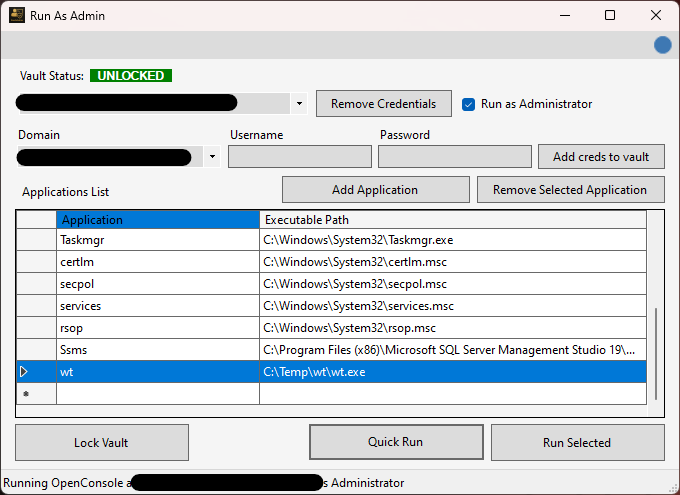 Run As Admin
Vault Status: UNLOCKED
Remove Credentials
Run as Administrator
Domain Username Password
Add creds to vault
Applications List Add Application Remove Selected Application
Application Executable Path
Taskmgr C:\Windows\System32\Taskmgr.exe
certlm C:\Windows\System32\certlm.msc
secpol C:\Windows\System32\secpol.msc
services C:\Windows\System32\services.msc
rsop C:\Windows\System32\rsop.msc
Ssms C:\Program Files (x86)\Microsoft SQL Server Management Studio 19\...
wt C:\Temp\wt\wt.exe
*
Lock Vault Quick Run Run Selected
Running OpenConsole a s Administrator